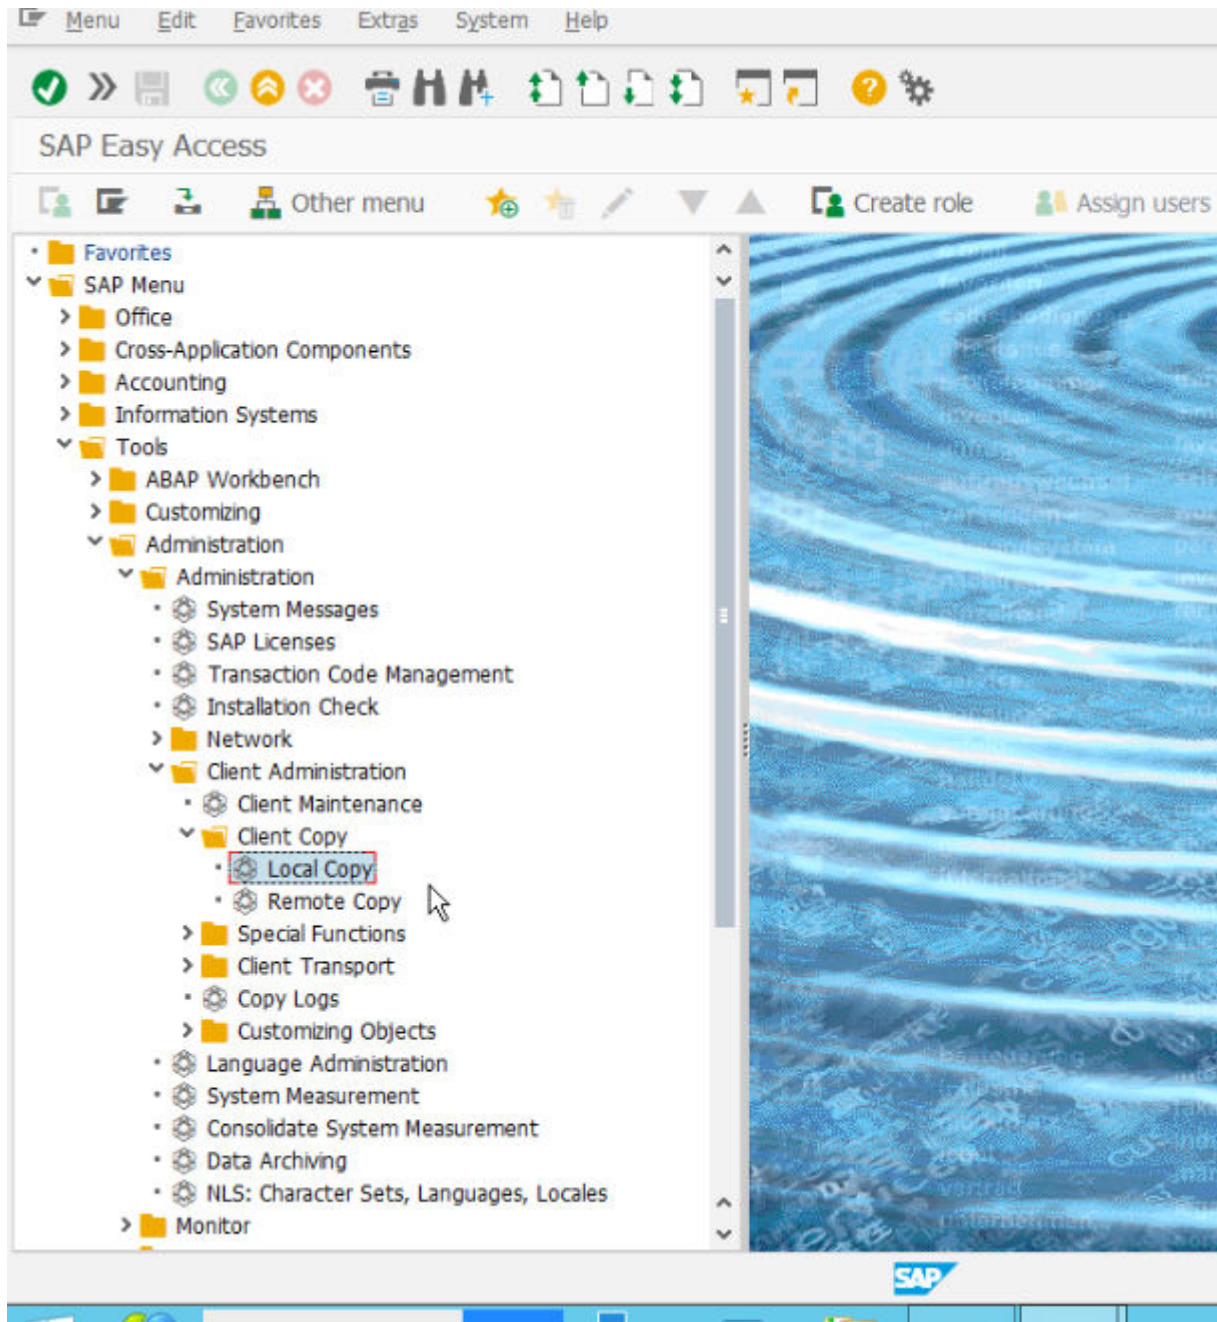 Menu Edit Favorites Extras System Help
SAP Easy Access
Other menu Create role Assign users
Favorites
SAP Menu
Office
Cross-Application Components
Accounting
Information Systems
Tools
ABAP Workbench
Customizing
Administration
Administration
System Messages
SAP Licenses
Transaction Code Management
Installation Check
Network
Client Administration
Client Maintenance
Client Copy
Local Copy
Remote Copy
Special Functions
Client Transport
Copy Logs
Customizing Objects
Language Administration
System Measurement
Consolidate System Measurement
Data Archiving
NLS: Character Sets, Languages, Locales
Monitor
SAP